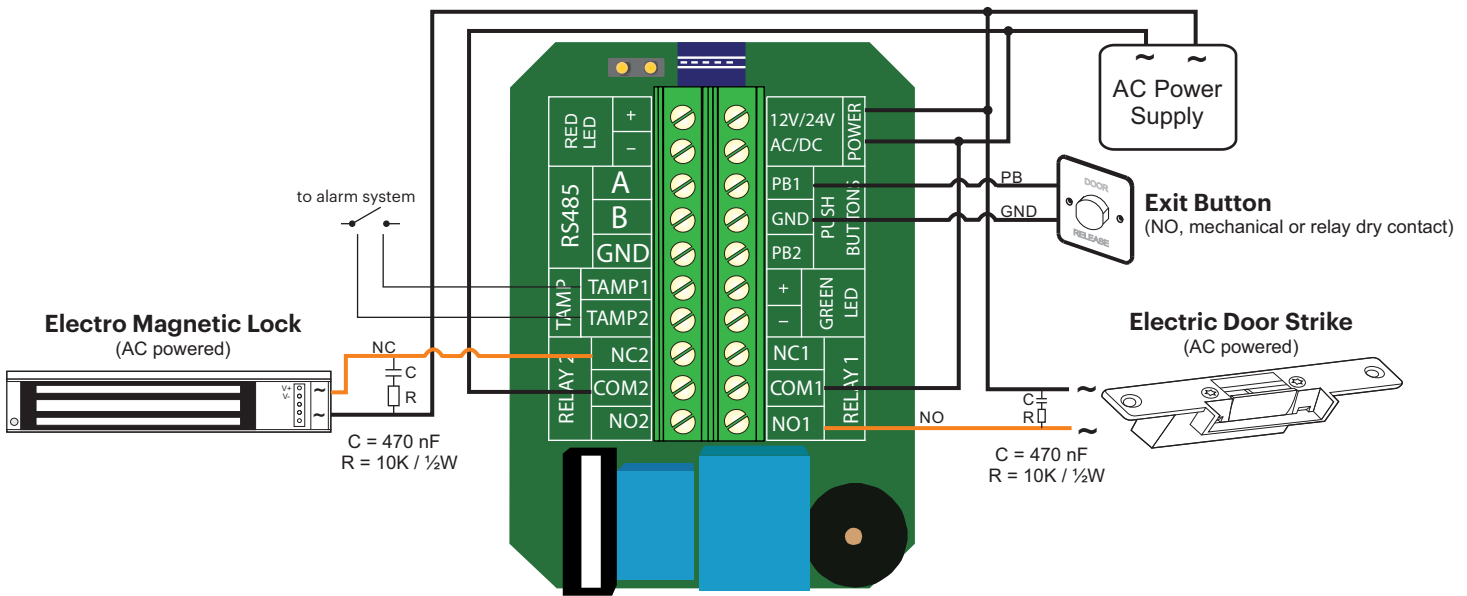 ~ ~
AC Power
Supply
RED LED
+
–
RS485
A
B
GND
TAMP
TAMP1
TAMP2
RELAY 2
NC2
COM2
NO2
12V/24V
AC/DC
POWER
PB1
GND
PB2
PUSH
BUTTONS
+
–
GREEN
LED
NC1
COM1
NO1
RELAY 1
to alarm system
PB
GND
DOOR
RELEASE
Exit Button
(NO, mechanical or relay dry contact)
Electro Magnetic Lock
(AC powered)
V+
V-
~
~
NC
C
R
C = 470 nF
R = 10K / ½W
Electric Door Strike
(AC powered)
~
~
NO
C
R
C = 470 nF
R = 10K / ½W